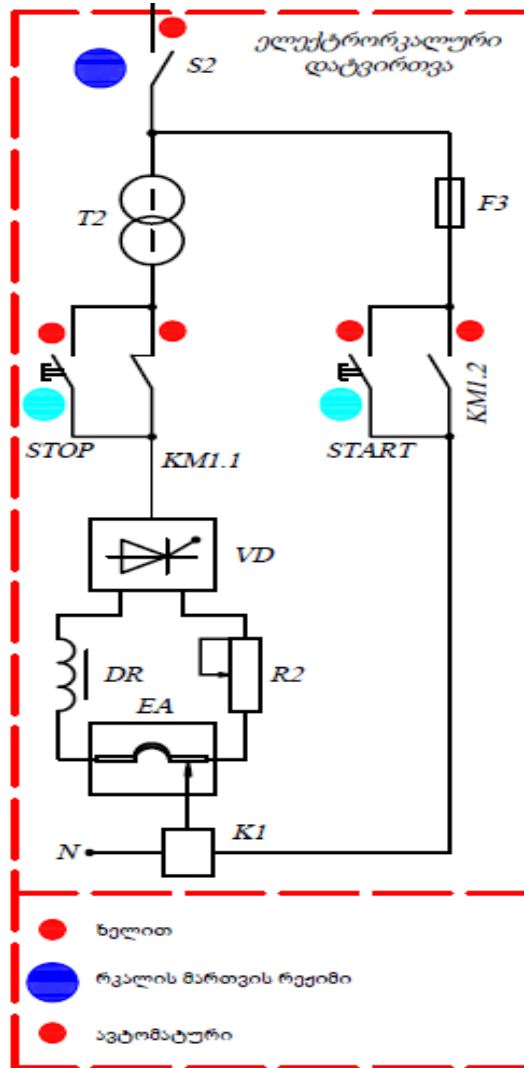 ელექტრორკალური
დატვირთვა
S2
T2
F3
STOP
KM1.1
START
KM1.2
VD
DR
R2
EA
K1
N
ხელით
რკალის მართვის რეჟიმი
ავტომატური